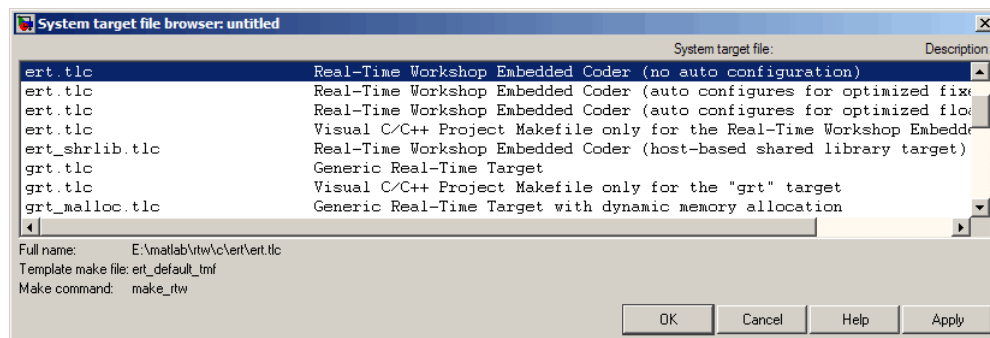 System target file browser: untitled
System target file: Description
ert.tlc Real-Time Workshop Embedded Coder (no auto configuration)
ert.tlc Real-Time Workshop Embedded Coder (auto configures for optimized fixe
ert.tlc Real-Time Workshop Embedded Coder (auto configures for optimized floa
ert.tlc Visual C/C++ Project Makefile only for the Real-Time Workshop Embedde
ert_shrlib.tlc Real-Time Workshop Embedded Coder (host-based shared library target)
grt.tlc Generic Real-Time Target
grt.tlc Visual C/C++ Project Makefile only for the "grt" target
grt_malloc.tlc Generic Real-Time Target with dynamic memory allocation
Full name: E:\matlab\rtw\c\ert\ert.tlc
Template make file: ert_default_tmf
Make command: make_rtw
OK Cancel Help Apply